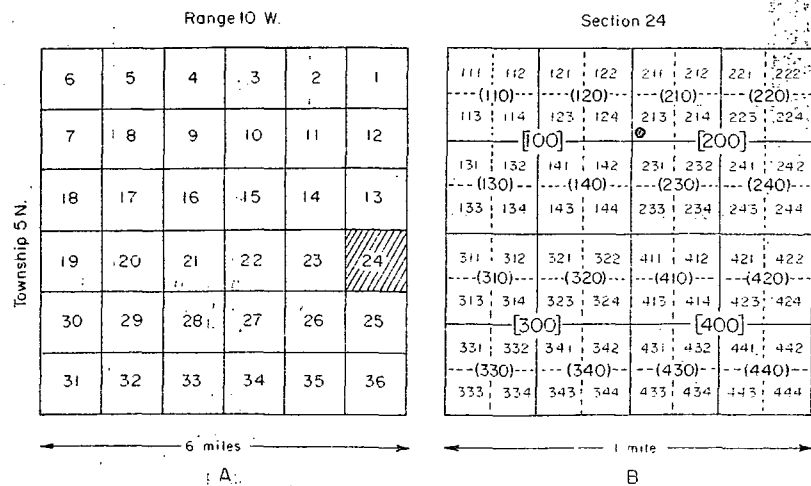 Range 10 W.
Township 5 N.
6 5 4 3 2 1
7 8 9 10 11 12
18 17 16 15 14 13
19 20 21 22 23 24
30 29 28 27 26 25
31 32 33 34 35 36
6 miles
A
Section 24
111 112 121 122 211 212 221 222
(110) (120) (210) (220)
113 114 123 124 213 214 223 224
[100] [200]
131 132 141 142 231 232 241 242
(130) (140) (230) (240)
133 134 143 144 233 234 243 244
311 312 321 322 411 412 421 422
(310) (320) (410) (420)
313 314 323 324 413 414 423 424
[300] [400]
331 332 341 342 431 432 441 442
(330) (340) (430) (440)
333 334 343 344 433 434 443 444
1 mile
B